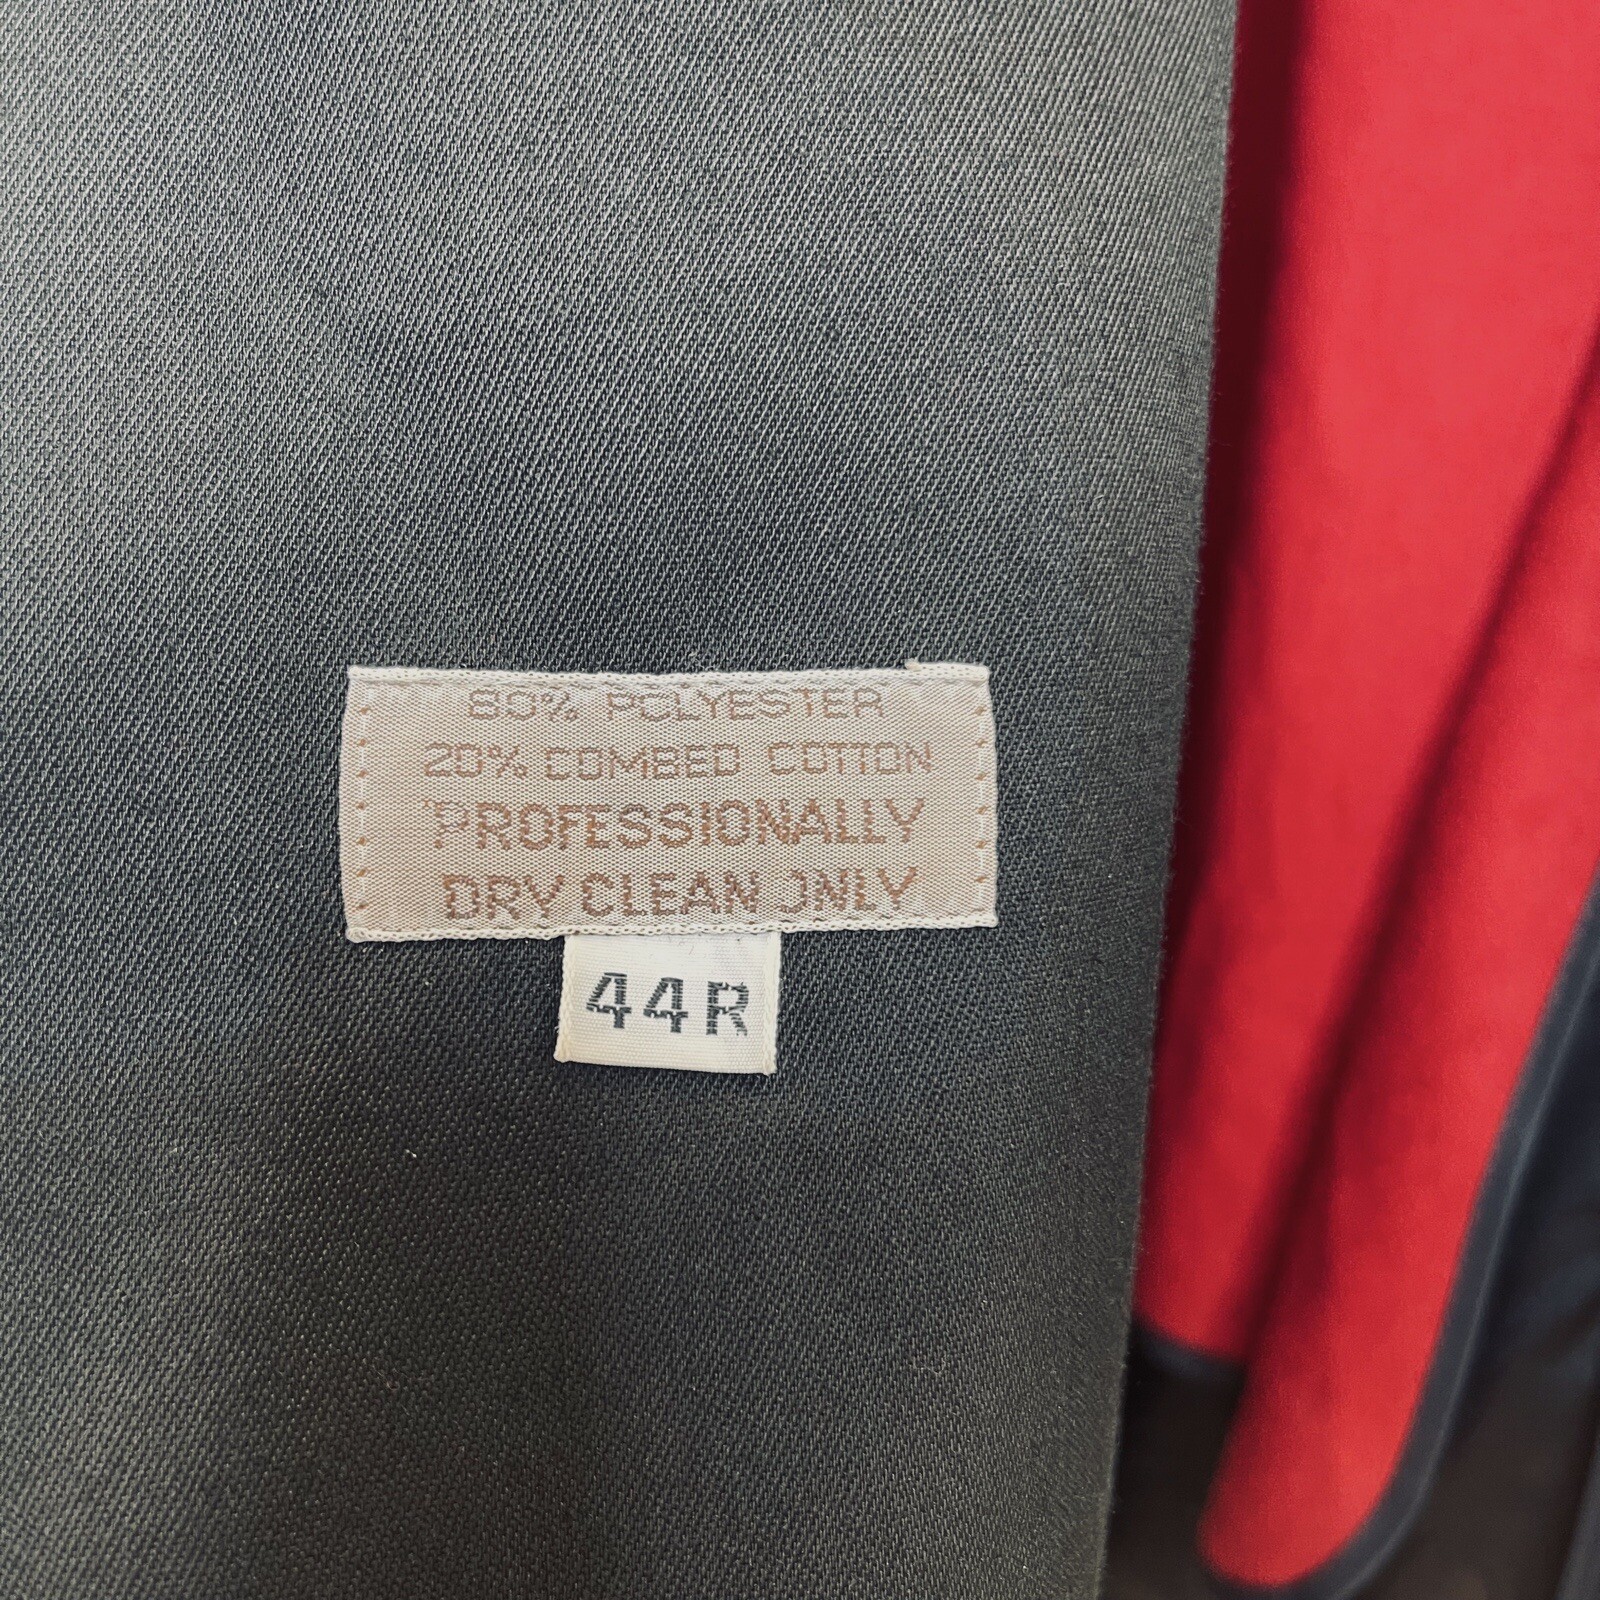 80% POLYESTER
20% COMBED COTTON
PROFESSIONALLY
DRY CLEAN ONLY
44R